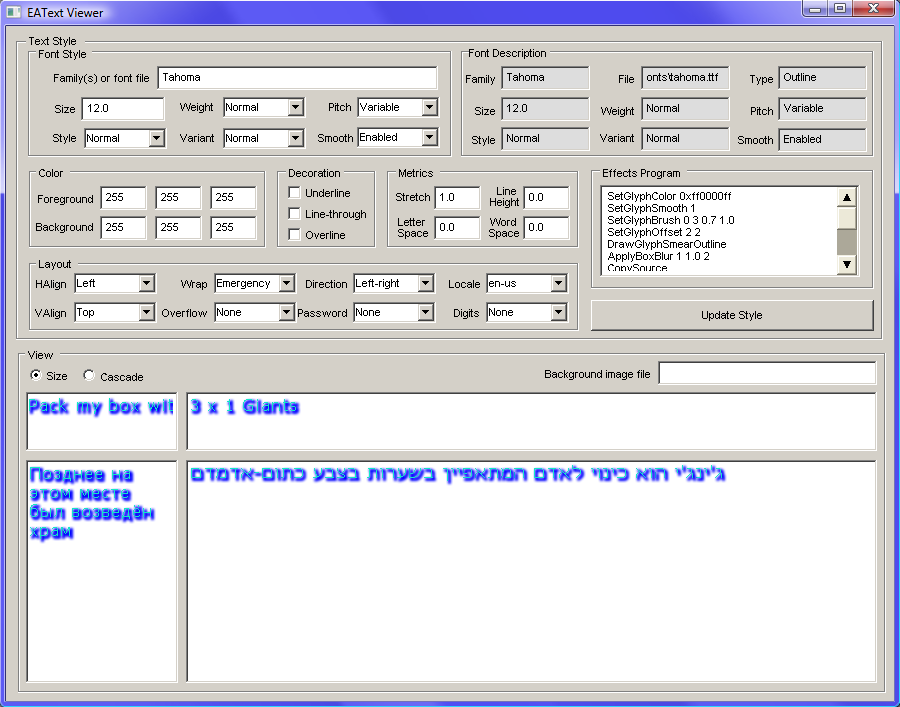 EAText Viewer
Text Style
Font Style
Family(s) or font file Tahoma
Size 12.0 Weight Normal Pitch Variable
Style Normal Variant Normal Smooth Enabled
Font Description
Family Tahoma File onts\tahoma.ttf Type Outline
Size 12.0 Weight Normal Pitch Variable
Style Normal Variant Normal Smooth Enabled
Color
Foreground 255 255 255
Background 255 255 255
Decoration
Underline
Line-through
Overline
Metrics
Stretch 1.0 Line Height 0.0
Letter Space 0.0 Word Space 0.0
Effects Program
SetGlyphColor 0xff0000ff
SetGlyphSmooth 1
SetGlyphBrush 0 3 0.7 1.0
SetGlyphOffset 2 2
DrawGlyphSmearOutline
ApplyBoxBlur 1 1.0 2
CopySource
Layout
HAlign Left Wrap Emergency Direction Left-right Locale en-us
VAlign Top Overflow None Password None Digits None
Update Style
View
Size Cascade Background image file
Pack my box wit
3 x 1 Giants
Позднее на
этом месте
был возведён
храм
ג'ינג'י הוא כינוי לאדם המתאפיין בשערות בצבע כתום-אדמדם